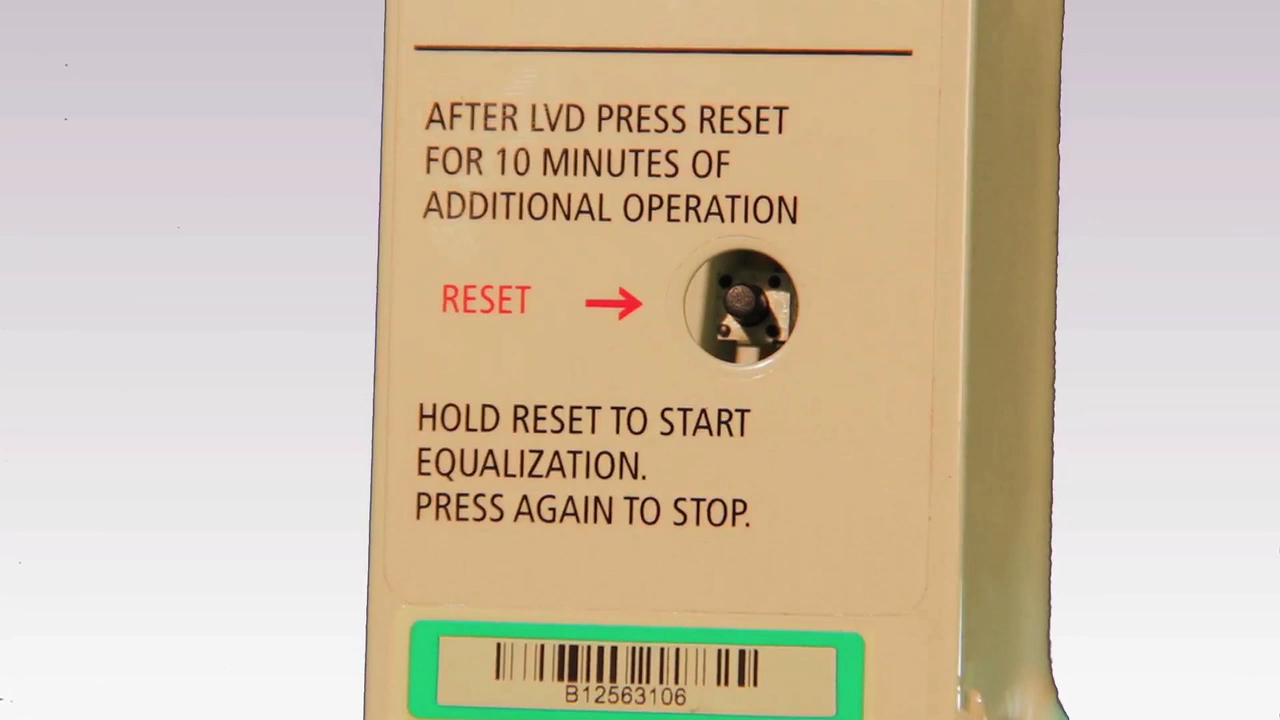 AFTER LVD PRESS RESET
FOR 10 MINUTES OF
ADDITIONAL OPERATION
RESET
HOLD RESET TO START
EQUALIZATION.
PRESS AGAIN TO STOP.
B12563106